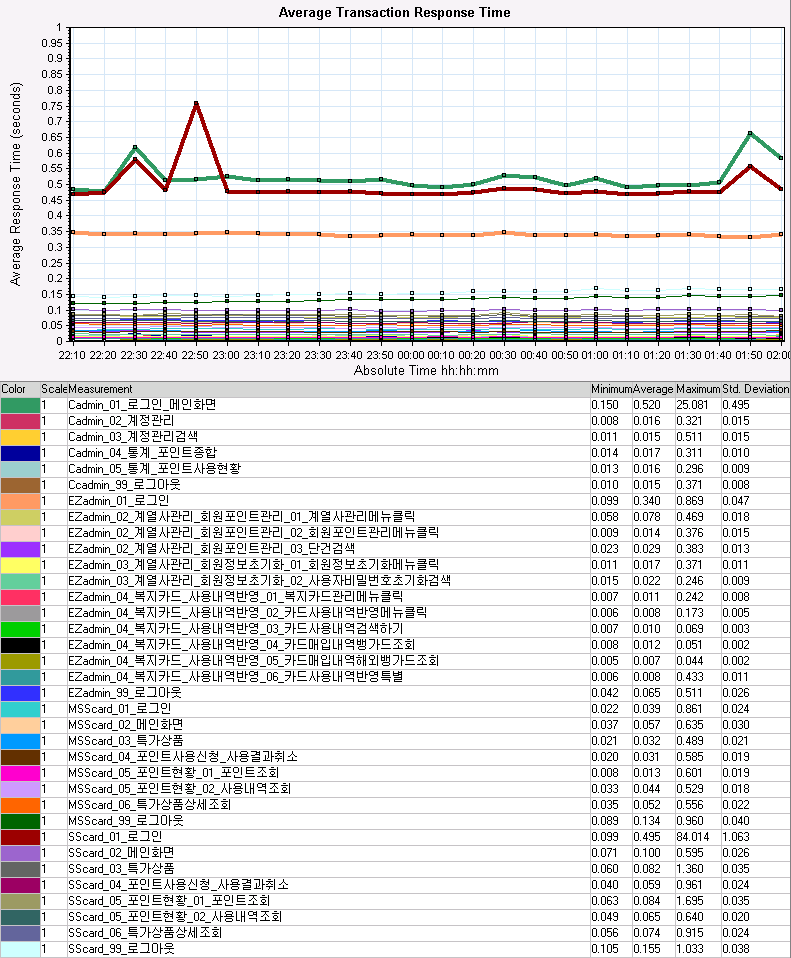 Average Transaction Response Time
1
0.95
0.9
0.85
0.8
0.75
0.7
0.65
0.6
0.55
0.5
0.45
0.4
0.35
0.3
0.25
0.2
0.15
0.1
0.05
0
Average Response Time (seconds)
22:10 22:20 22:30 22:40 22:50 23:00 23:10 23:20 23:30 23:40 23:50 00:00 00:10 00:20 00:30 00:40 00:50 01:00 01:10 01:20 01:30 01:40 01:50 02:00
Absolute Time hh:hh:mm
Color Scale Measurement Minimum Average Maximum Std. Deviation
1 Cadmin_01_로그인_메인화면 0.150 0.520 25.081 0.495
1 Cadmin_02_계정관리 0.008 0.016 0.321 0.015
1 Cadmin_03_계정관리검색 0.011 0.015 0.511 0.015
1 Cadmin_04_통계_포인트종합 0.014 0.017 0.311 0.010
1 Cadmin_05_통계_포인트사용현황 0.013 0.016 0.296 0.009
1 Ccadmin_99_로그아웃 0.010 0.015 0.371 0.008
1 EZadmin_01_로그인 0.099 0.340 0.869 0.047
1 EZadmin_02_계열사관리_회원포인트관리_01_계열사관리메뉴클릭 0.058 0.078 0.469 0.018
1 EZadmin_02_계열사관리_회원포인트관리_02_회원포인트관리메뉴클릭 0.009 0.014 0.376 0.015
1 EZadmin_02_계열사관리_회원포인트관리_03_단건검색 0.023 0.029 0.383 0.013
1 EZadmin_03_계열사관리_회원정보초기화_01_회원정보초기화메뉴클릭 0.011 0.017 0.371 0.011
1 EZadmin_03_계열사관리_회원정보초기화_02_사용자비밀번호초기화검색 0.015 0.022 0.246 0.009
1 EZadmin_04_복지카드_사용내역반영_01_복지카드관리메뉴클릭 0.007 0.011 0.242 0.008
1 EZadmin_04_복지카드_사용내역반영_02_카드사용내역반영메뉴클릭 0.006 0.008 0.173 0.005
1 EZadmin_04_복지카드_사용내역반영_03_카드사용내역검색하기 0.007 0.010 0.069 0.003
1 EZadmin_04_복지카드_사용내역반영_04_카드매입내역뱅가드조회 0.008 0.012 0.051 0.002
1 EZadmin_04_복지카드_사용내역반영_05_카드매입내역해외뱅가드조회 0.005 0.007 0.044 0.002
1 EZadmin_04_복지카드_사용내역반영_06_카드사용내역반영특별 0.006 0.008 0.433 0.011
1 EZadmin_99_로그아웃 0.042 0.065 0.511 0.026
1 MSScard_01_로그인 0.022 0.039 0.861 0.024
1 MSScard_02_메인화면 0.037 0.057 0.635 0.030
1 MSScard_03_특가상품 0.021 0.032 0.489 0.021
1 MSScard_04_포인트사용신청_사용결과취소 0.020 0.031 0.585 0.019
1 MSScard_05_포인트현황_01_포인트조회 0.008 0.013 0.601 0.019
1 MSScard_05_포인트현황_02_사용내역조회 0.033 0.044 0.529 0.018
1 MSScard_06_특가상품상세조회 0.035 0.052 0.556 0.022
1 MSScard_99_로그아웃 0.089 0.134 0.960 0.040
1 SScard_01_로그인 0.099 0.495 84.014 1.063
1 SScard_02_메인화면 0.071 0.100 0.595 0.026
1 SScard_03_특가상품 0.060 0.082 1.360 0.035
1 SScard_04_포인트사용신청_사용결과취소 0.040 0.059 0.961 0.024
1 SScard_05_포인트현황_01_포인트조회 0.063 0.084 1.695 0.035
1 SScard_05_포인트현황_02_사용내역조회 0.049 0.065 0.640 0.020
1 SScard_06_특가상품상세조회 0.056 0.074 0.915 0.024
1 SScard_99_로그아웃 0.105 0.155 1.033 0.038